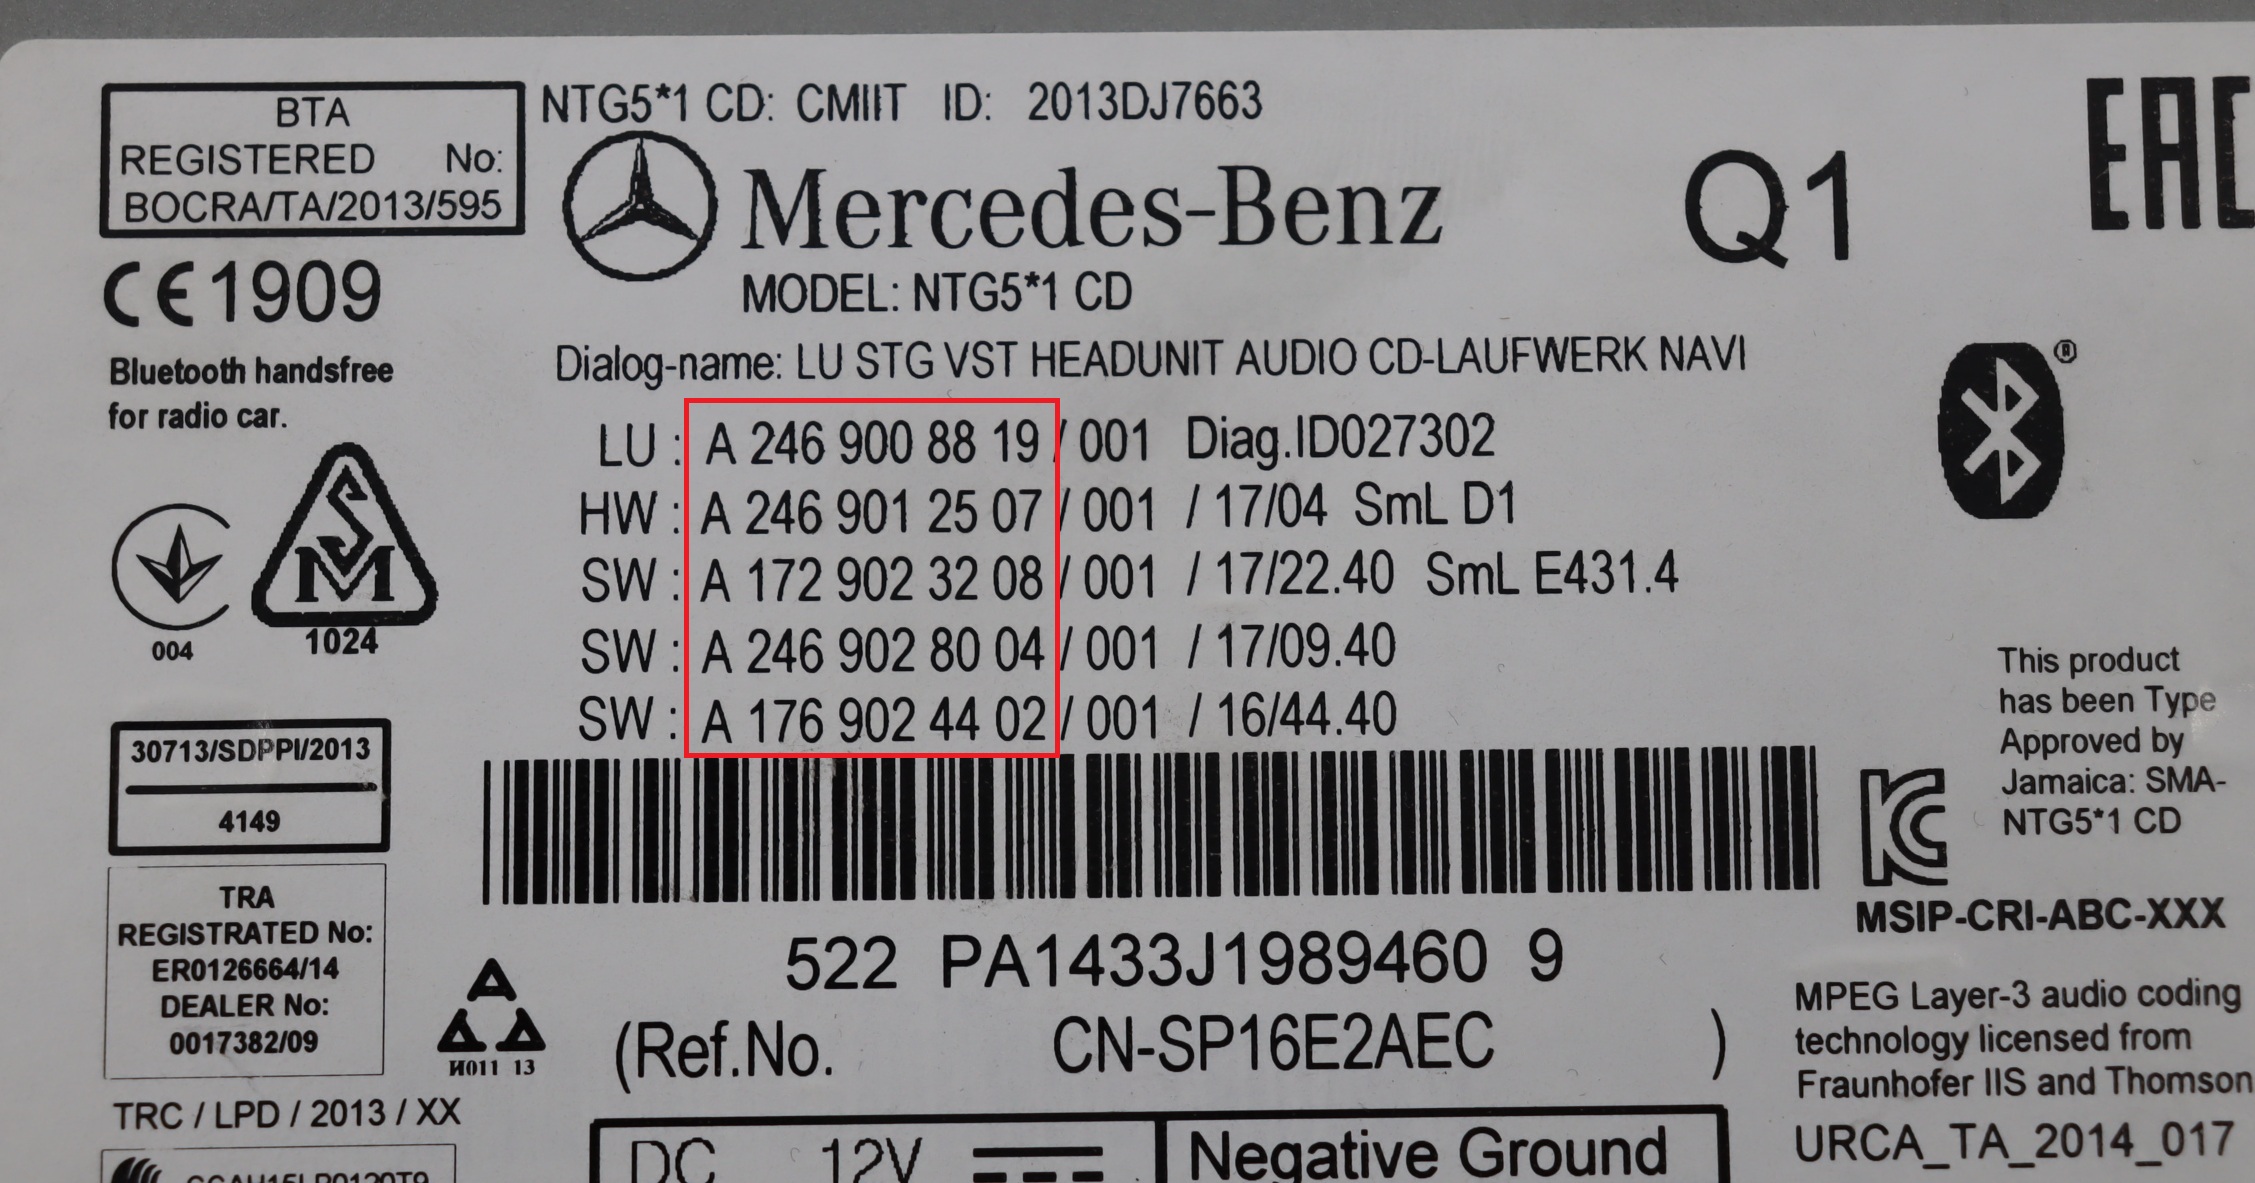 BTA
REGISTERED No:
BOCRA/TA/2013/595
NTG5*1 CD: CMIIT ID: 2013DJ7663
Mercedes-Benz
Q1
EAC
MODEL: NTG5*1 CD
CE1909
Bluetooth handsfree
for radio car.
Dialog-name: LU STG VST HEADUNIT AUDIO CD-LAUFWERK NAVI
LU : A 246 900 88 19 / 001 Diag.ID027302
HW : A 246 901 25 07 / 001 / 17/04 SmL D1
SW : A 172 902 32 08 / 001 / 17/22.40 SmL E431.4
SW : A 246 902 80 04 / 001 / 17/09.40
SW : A 176 902 44 02 / 001 / 16/44.40
004
SM
1024
30713/SDPPI/2013
4149
This product
has been Type
Approved by
Jamaica: SMA-
NTG5*1 CD
KC
MSIP-CRI-ABC-XXX
TRA
REGISTRATED No:
ER0126664/14
DEALER No:
0017382/09
И011 13
522 PA1433J1989460 9
(Ref.No. CN-SP16E2AEC )
MPEG Layer-3 audio coding
technology licensed from
Fraunhofer IIS and Thomson
TRC / LPD / 2013 / XX
DC 12V
Negative Ground
URCA_TA_2014_017